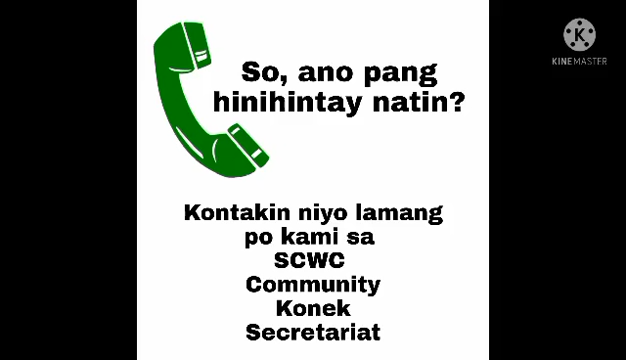 K
KINEMASTER
So, ano pang
hinihintay natin?
Kontakin niyo lamang
po kami sa
SCWC
Community
Konek
Secretariat